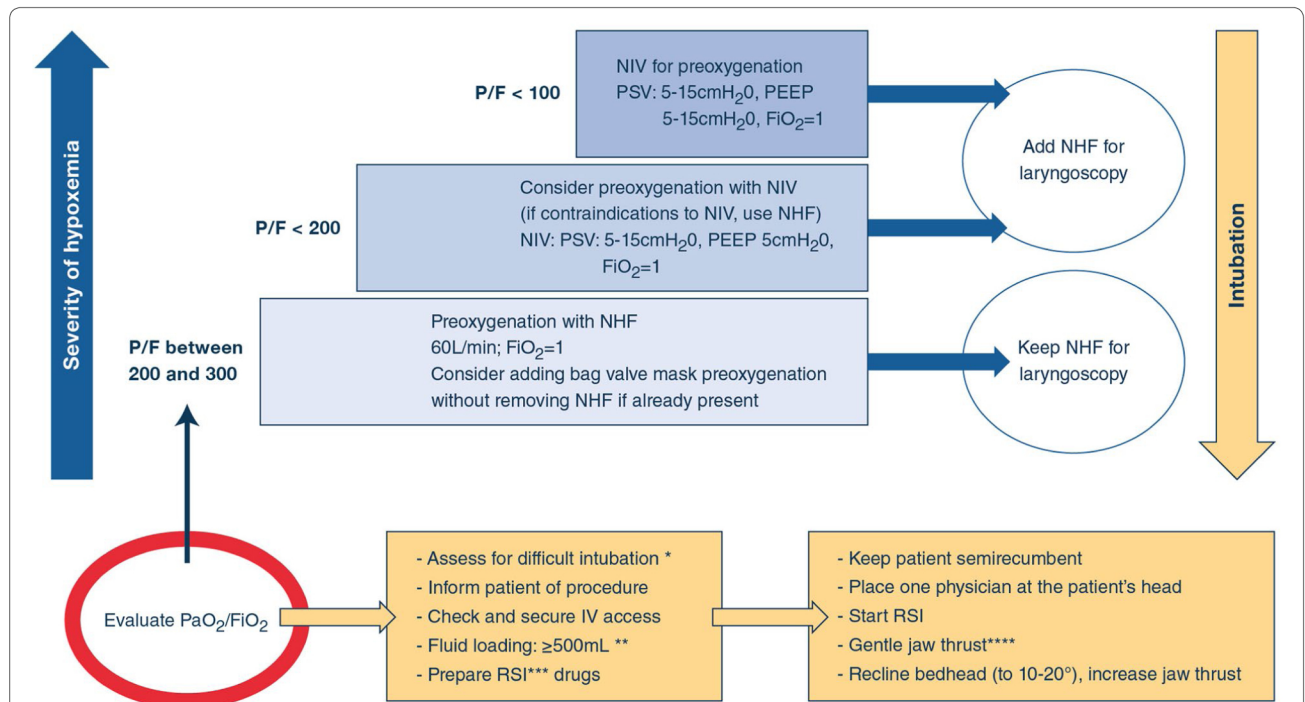 Severity of hypoxemia
P/F < 100
NIV for preoxygenation
PSV: 5-15cmH20, PEEP
5-15cmH20, FiO2=1
Add NHF for
laryngoscopy
P/F < 200
Consider preoxygenation with NIV
(if contraindications to NIV, use NHF)
NIV: PSV: 5-15cmH20, PEEP 5cmH20,
FiO2=1
P/F between
200 and 300
Preoxygenation with NHF
60L/min; FiO2=1
Consider adding bag valve mask preoxygenation
without removing NHF if already present
Keep NHF for
laryngoscopy
Intubation
Evaluate PaO2/FiO2
- Assess for difficult intubation *
- Inform patient of procedure
- Check and secure IV access
- Fluid loading: ≥500mL **
- Prepare RSI*** drugs
- Keep patient semirecumbent
- Place one physician at the patient’s head
- Start RSI
- Gentle jaw thrust****
- Recline bedhead (to 10-20°), increase jaw thrust